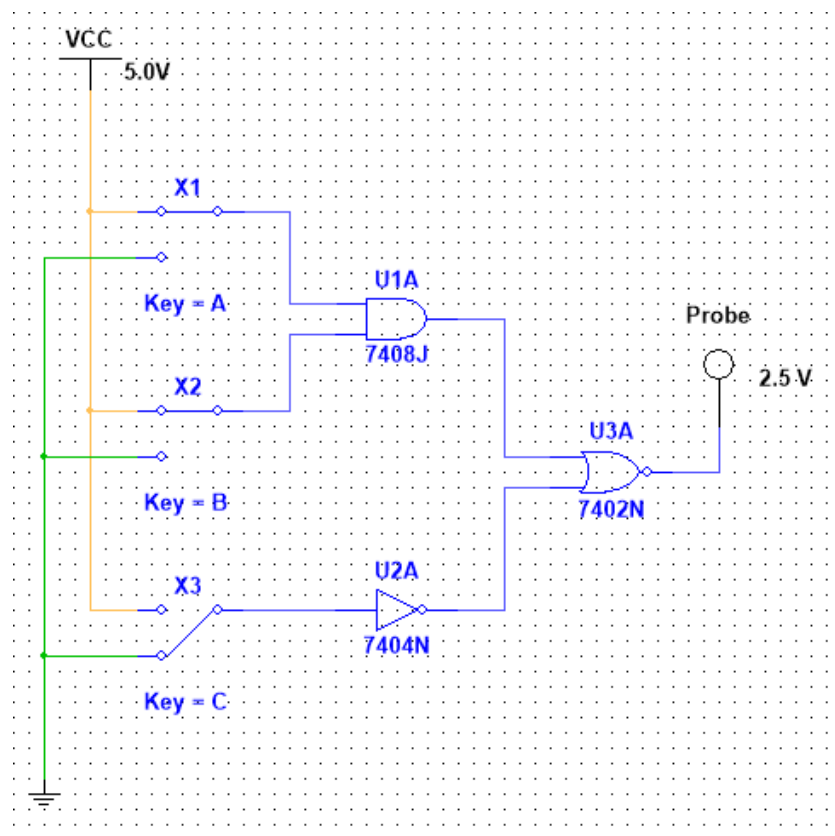 VCC
5.0V
X1
Key = A
U1A
7408J
Probe
2.5 V
X2
U3A
7402N
Key = B
X3
U2A
7404N
Key = C